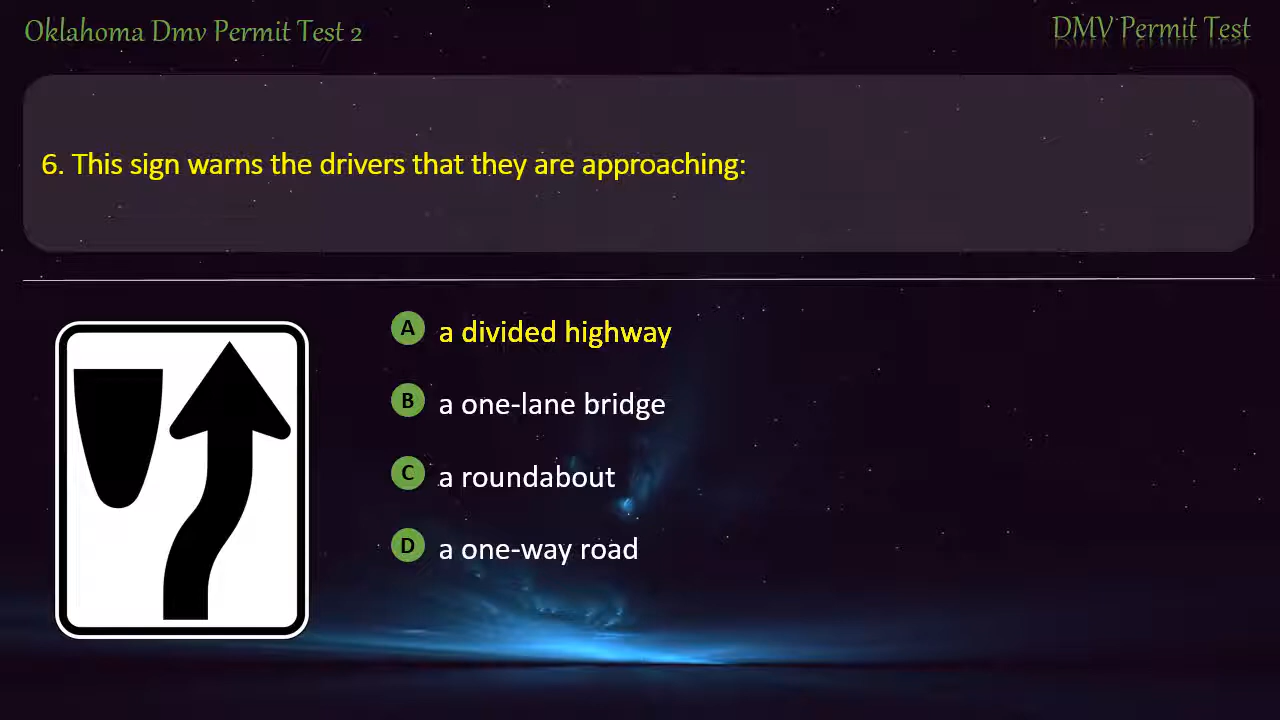 Oklahoma Dmv Permit Test 2
DMV Permit Test
6. This sign warns the drivers that they are approaching:
A a divided highway
B a one-lane bridge
C a roundabout
D a one-way road